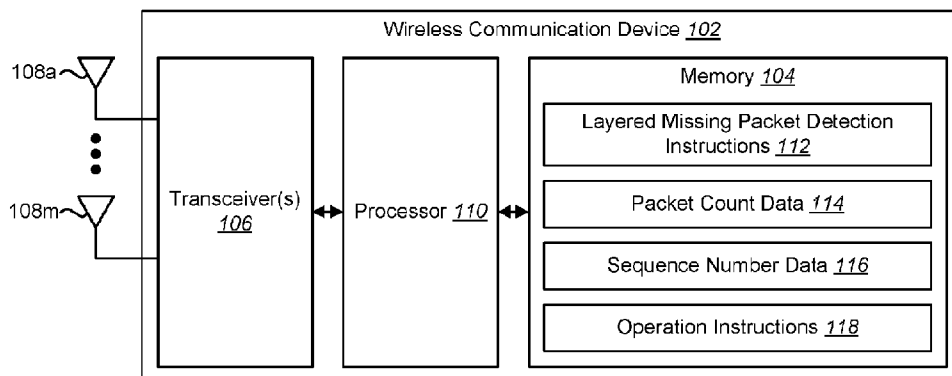 Wireless Communication Device 102
108a
108m
Transceiver(s)
106
Processor 110
Memory 104
Layered Missing Packet Detection
Instructions 112
Packet Count Data 114
Sequence Number Data 116
Operation Instructions 118